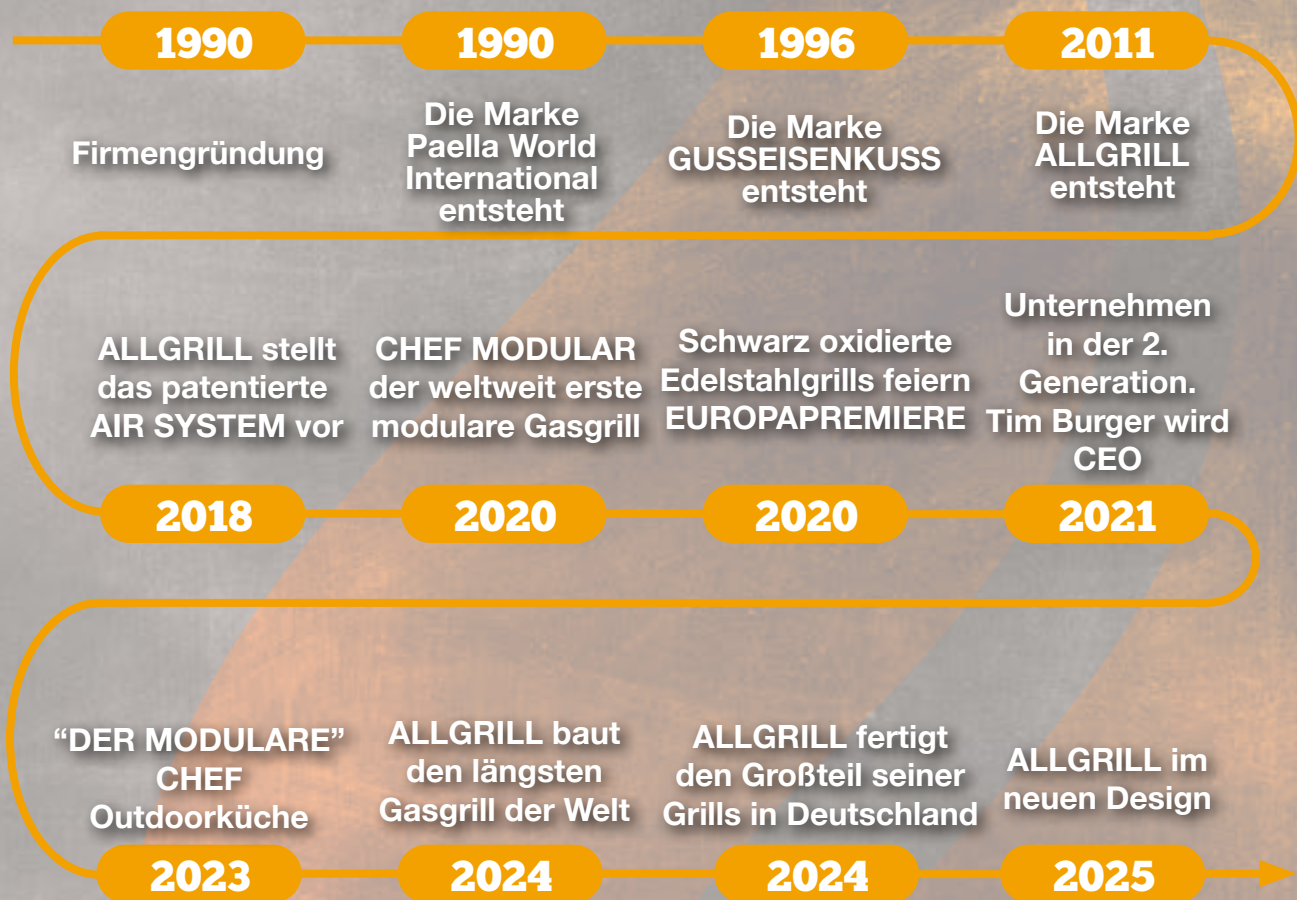 1990
1990
1996
2011
Firmengründung
Die Marke
Paella World
International
entsteht
Die Marke
GUSSEISENKUSS
entsteht
Die Marke
ALLGRILL
entsteht
ALLGRILL stellt
das patentierte
AIR SYSTEM vor
CHEF MODULAR
der weltweit erste
modulare Gasgrill
Schwarz oxidierte
Edelstahlgrills feiern
EUROPAPREMIERE
Unternehmen
in der 2.
Generation.
Tim Burger wird
CEO
2018
2020
2020
2021
“DER MODULARE”
CHEF
Outdoorküche
ALLGRILL baut
den längsten
Gasgrill der Welt
ALLGRILL fertigt
den Großteil seiner
Grills in Deutschland
ALLGRILL im
neuen Design
2023
2024
2024
2025